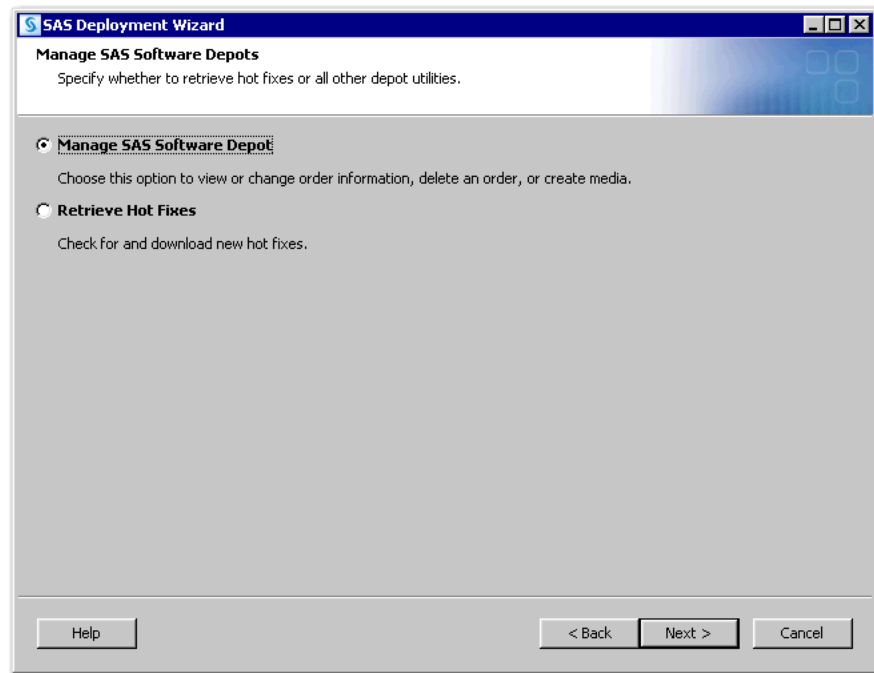 SAS Deployment Wizard
Manage SAS Software Depots
Specify whether to retrieve hot fixes or all other depot utilities.
Manage SAS Software Depot
Choose this option to view or change order information, delete an order, or create media.
Retrieve Hot Fixes
Check for and download new hot fixes.
Help
< Back
Next >
Cancel